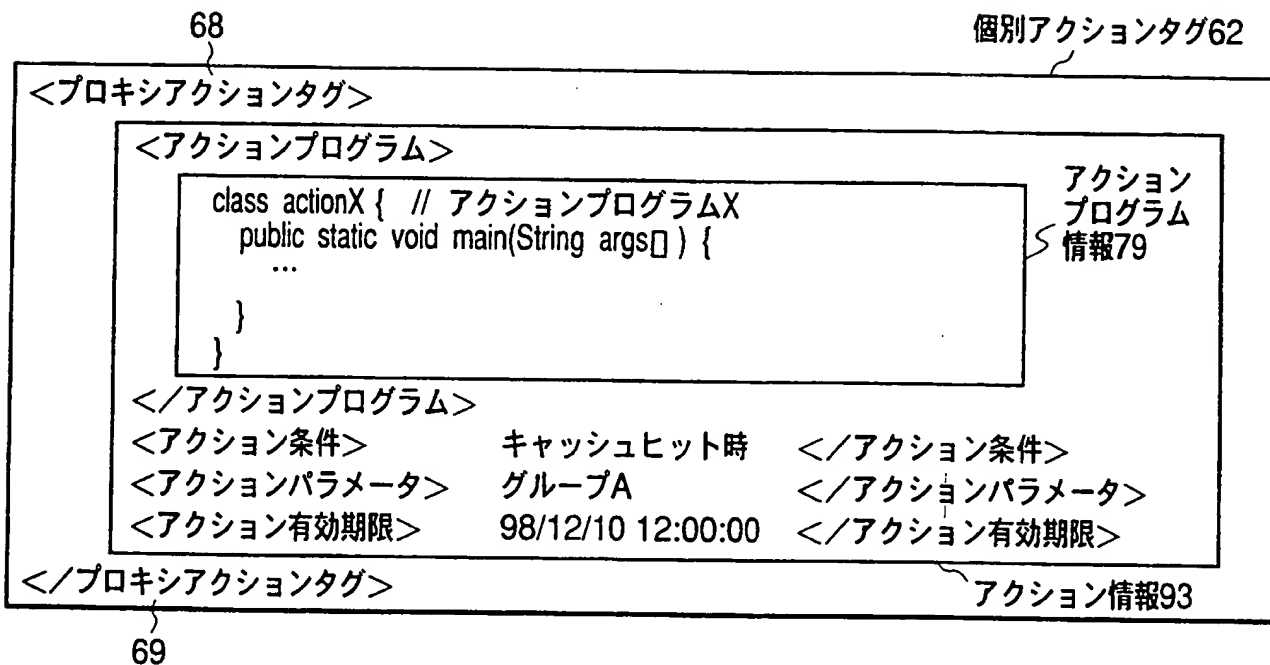 68
個別アクションタグ62
<プロキシアクションタグ>
<アクションプログラム>
class actionX { // アクションプログラムX
public static void main(String args[] ) {
...
}
}
アクション
プログラム
情報79
</アクションプログラム>
<アクション条件> キャッシュヒット時 </アクション条件>
<アクションパラメータ> グループA </アクションパラメータ>
<アクション有効期限> 98/12/10 12:00:00 </アクション有効期限>
</プロキシアクションタグ>
アクション情報93
69